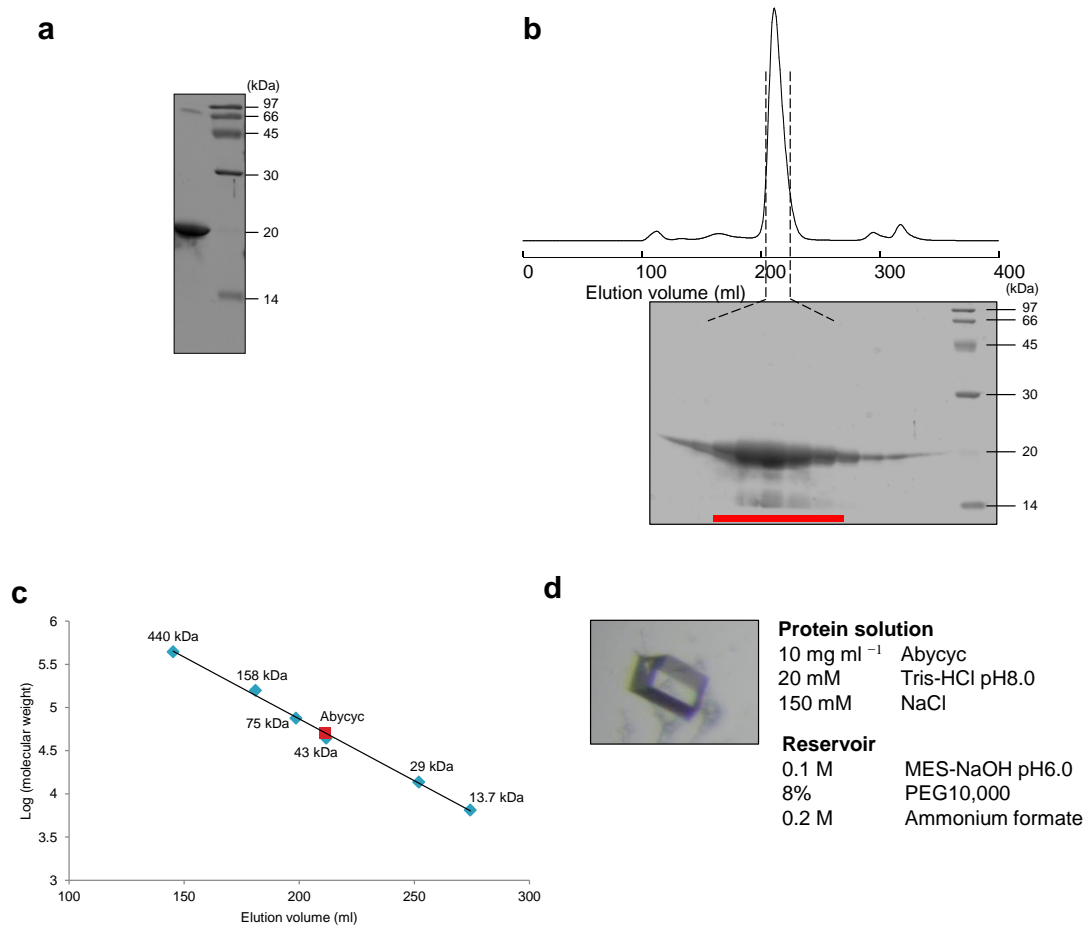 a
(kDa)
97
66
45
30
20
14
b
0 100 200 300 400
Elution volume (ml)
(kDa)
97
66
45
30
20
14
c
6
5.5
5
4.5
4
3.5
3
Log (molecular weight)
440 kDa
158 kDa
75 kDa
Abycyc
43 kDa
29 kDa
13.7 kDa
100 150 200 250 300
Elution volume (ml)
d
Protein solution
10 mg ml −1 Abycyc
20 mM Tris-HCl pH8.0
150 mM NaCl
Reservoir
0.1 M MES-NaOH pH6.0
8% PEG10,000
0.2 M Ammonium formate